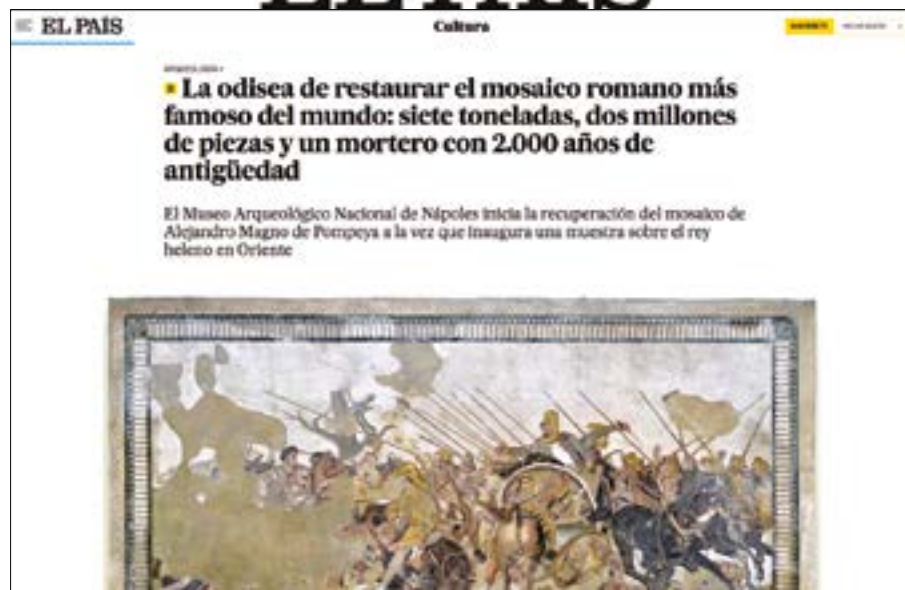 EL PAÍS
EL PAÍS
Cultura
La odisea de restaurar el mosaico romano más
famoso del mundo: siete toneladas, dos millones
de piezas y un mortero con 2.000 años de
antigüedad
El Museo Arqueológico Nacional de Nápoles inicia la recuperación del mosaico de
Alejandro Magno de Pompeya a la vez que inaugura una muestra sobre el rey
heleno en Oriente